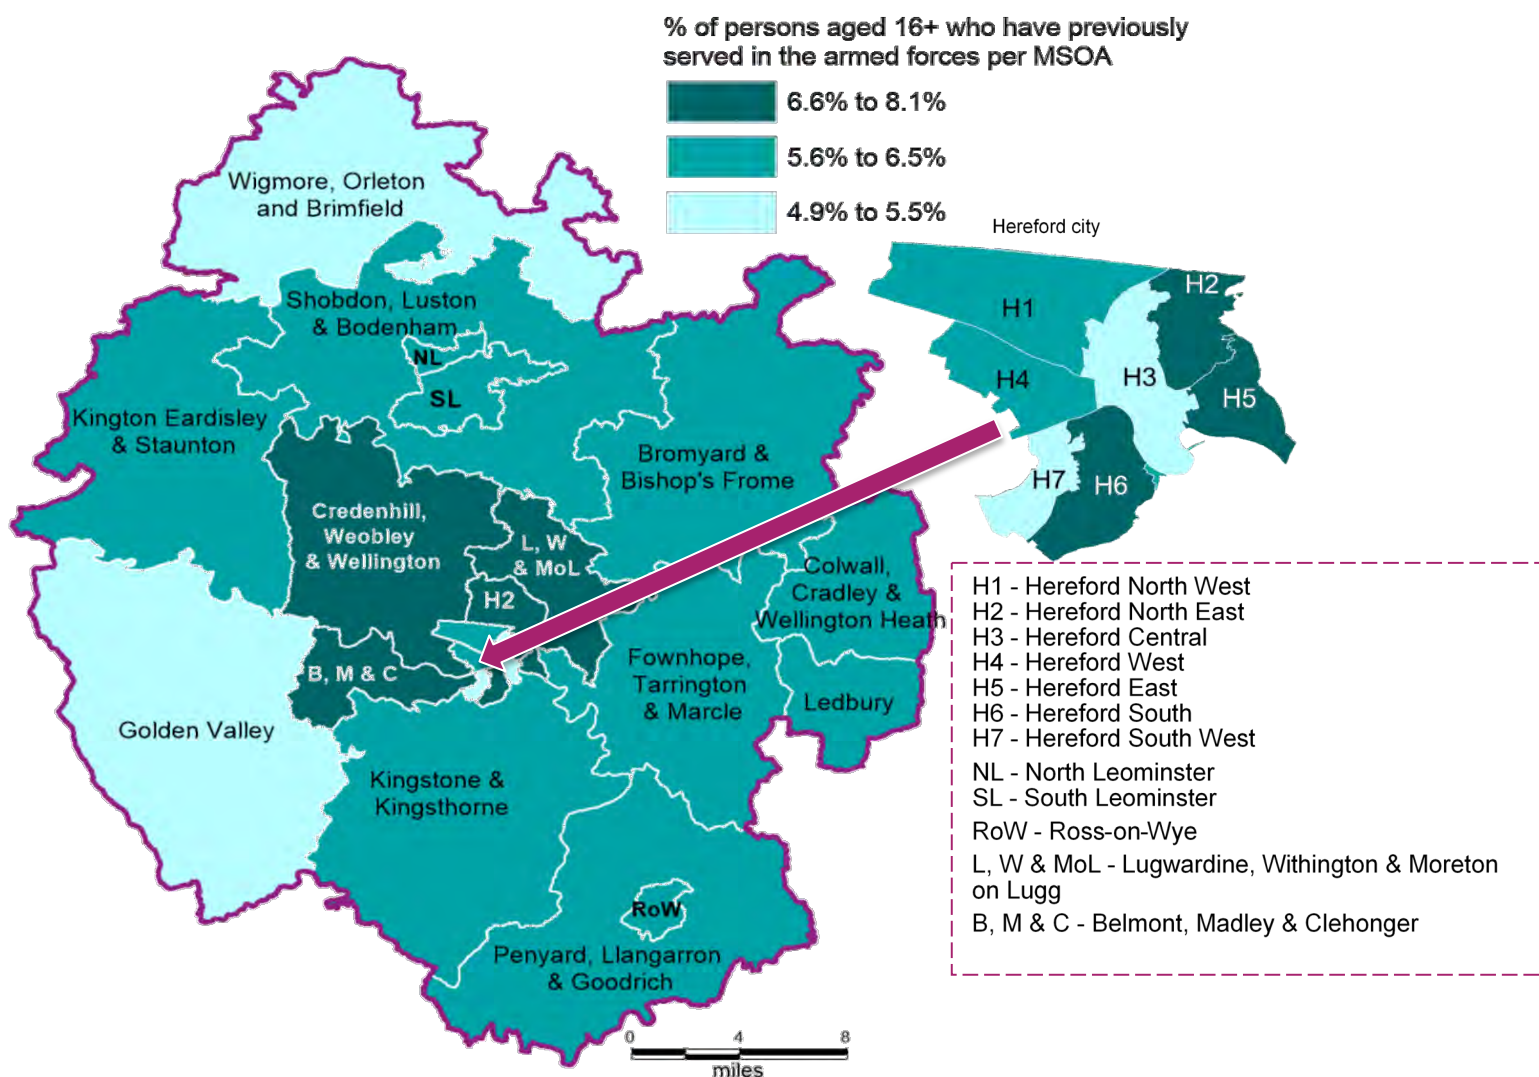 % of persons aged 16+ who have previously
served in the armed forces per MSOA
6.6% to 8.1%
5.6% to 6.5%
4.9% to 5.5%
Hereford city
H1
H2
H3
H4
H5
H6
H7
Wigmore, Orleton
and Brimfield
Shobdon, Luston
& Bodenham
NL
SL
Kington Eardisley
& Staunton
Bromyard &
Bishop's Frome
Credenhill,
Weobley
& Wellington
L, W
& MoL
H2
Colwall,
Cradley &
Wellington Heath
B, M & C
Fownhope,
Tarrington
& Marcle
Ledbury
Golden Valley
Kingstone &
Kingsthorne
RoW
Penyard, Llangarron
& Goodrich
0 4 8
miles
H1 - Hereford North West
H2 - Hereford North East
H3 - Hereford Central
H4 - Hereford West
H5 - Hereford East
H6 - Hereford South
H7 - Hereford South West
NL - North Leominster
SL - South Leominster
RoW - Ross-on-Wye
L, W & MoL - Lugwardine, Withington & Moreton
on Lugg
B, M & C - Belmont, Madley & Clehonger